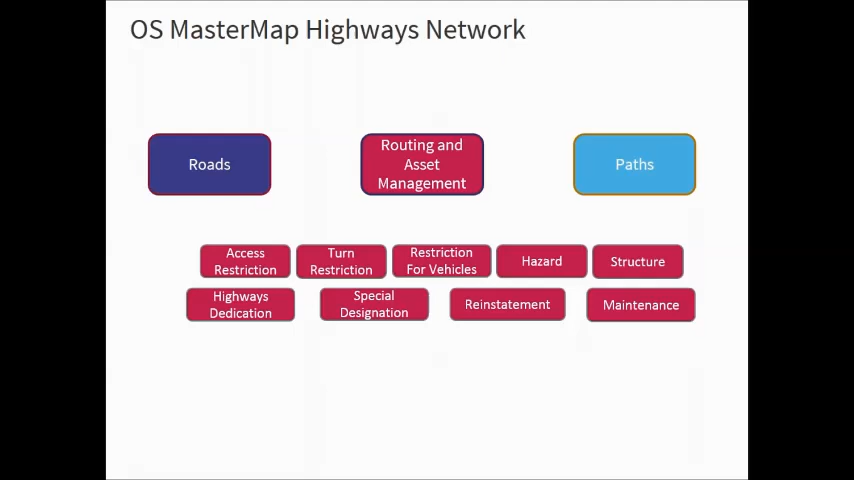 OS MasterMap Highways Network
Roads
Routing and
Asset
Management
Paths
Access
Restriction
Turn
Restriction
Restriction
For Vehicles
Hazard
Structure
Highways
Dedication
Special
Designation
Reinstatement
Maintenance